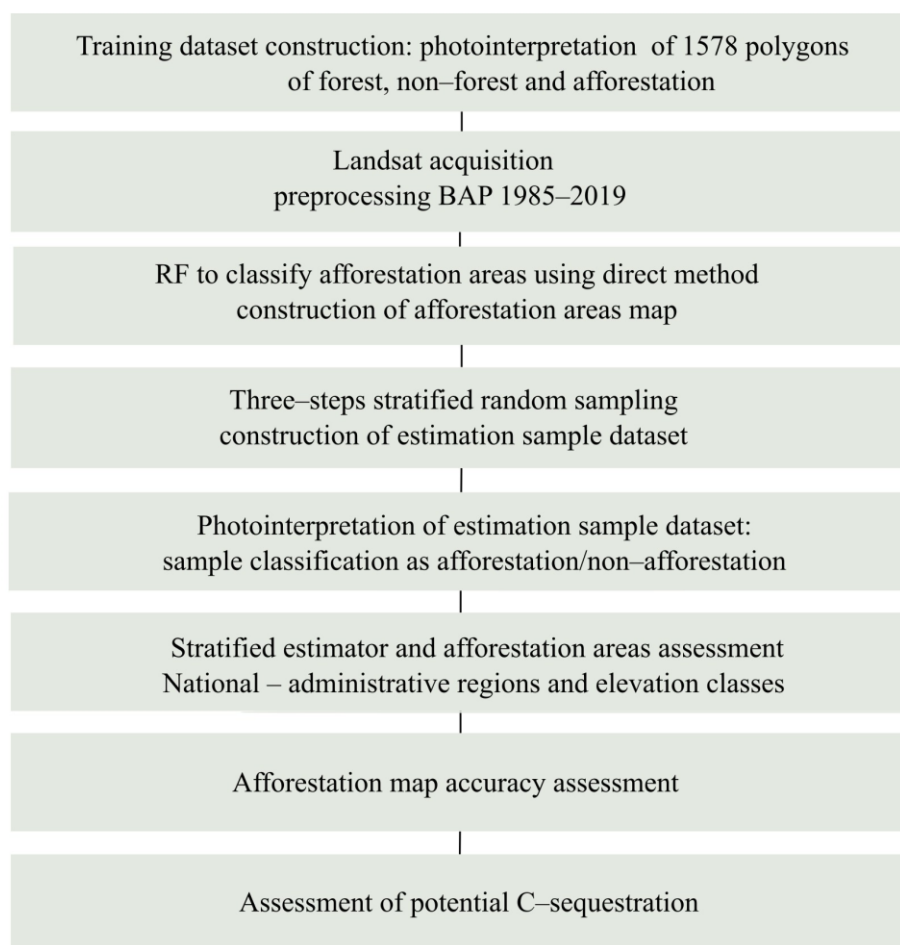 Training dataset construction: photointerpretation of 1578 polygons
of forest, non–forest and afforestation
Landsat acquisition
preprocessing BAP 1985–2019
RF to classify afforestation areas using direct method
construction of afforestation areas map
Three–steps stratified random sampling
construction of estimation sample dataset
Photointerpretation of estimation sample dataset:
sample classification as afforestation/non–afforestation
Stratified estimator and afforestation areas assessment
National – administrative regions and elevation classes
Afforestation map accuracy assessment
Assessment of potential C–sequestration